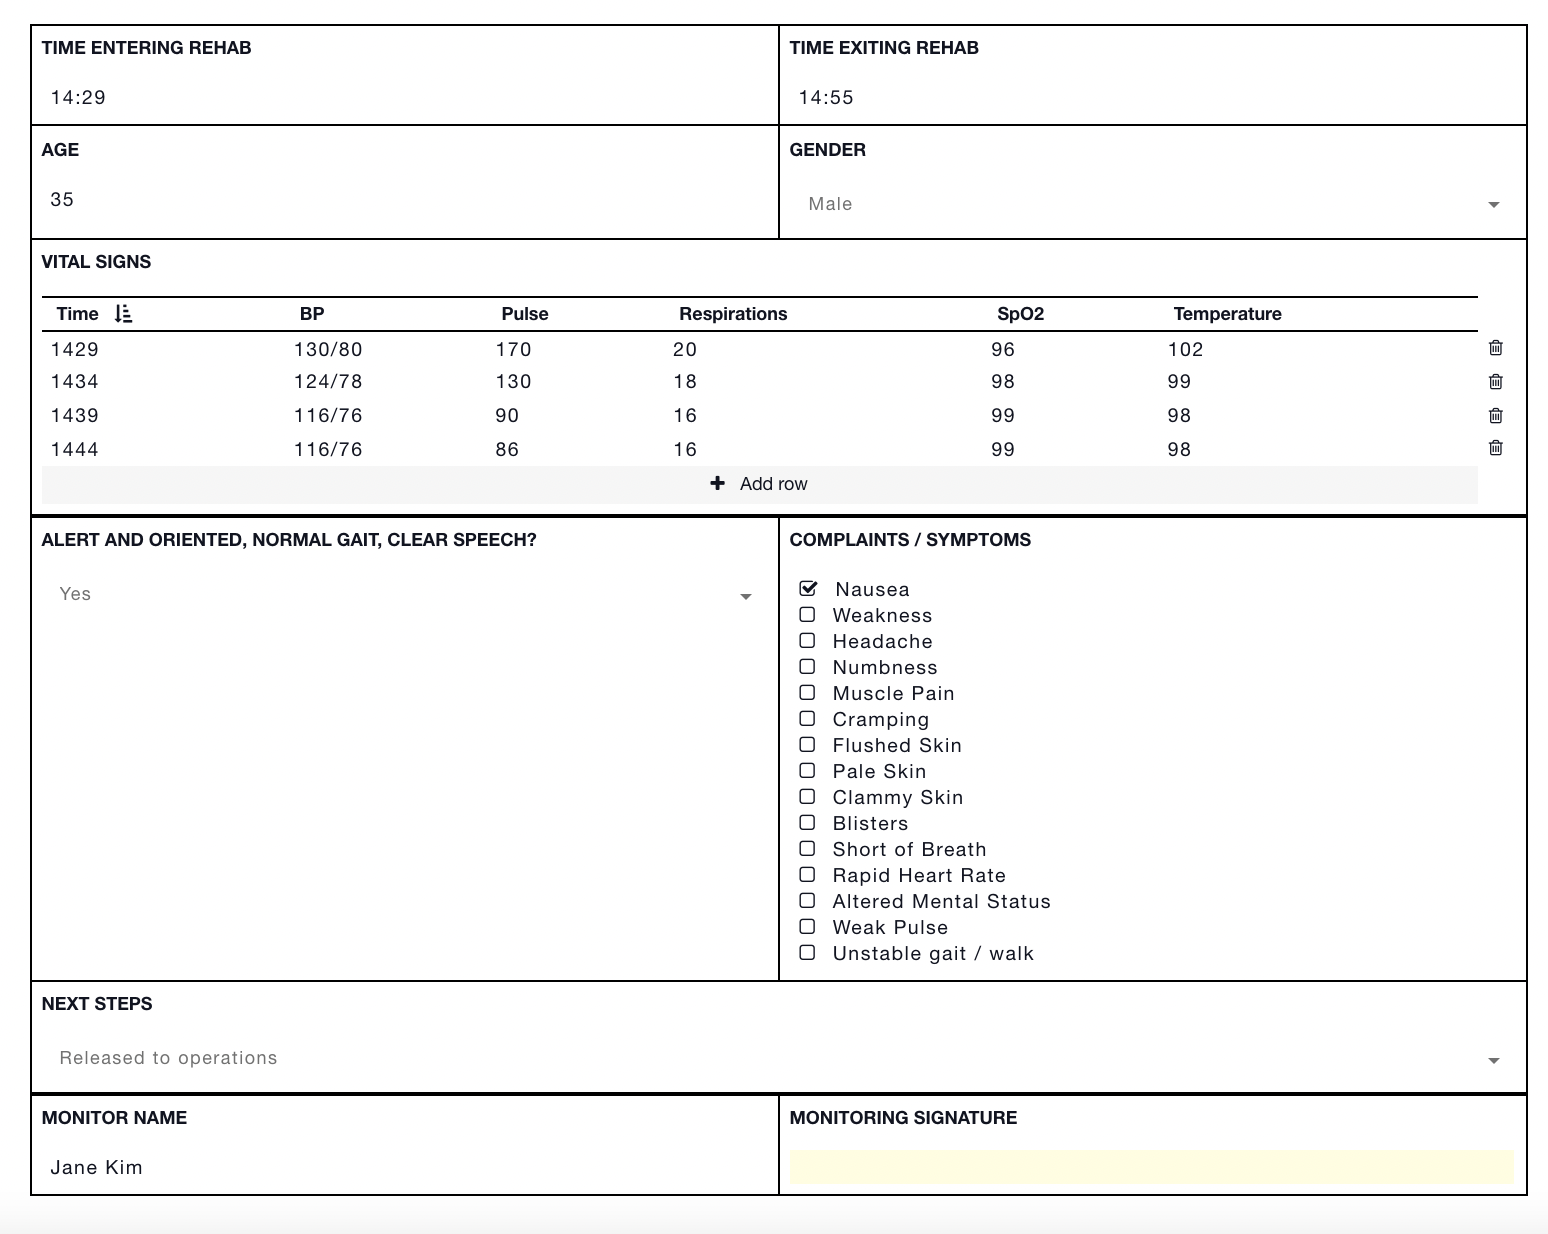 TIME ENTERING REHAB
14:29
TIME EXITING REHAB
14:55
AGE
35
GENDER
Male
VITAL SIGNS
Time BP Pulse Respirations SpO2 Temperature
1429 130/80 170 20 96 102
1434 124/78 130 18 98 99
1439 116/76 90 16 99 98
1444 116/76 86 16 99 98
Add row
ALERT AND ORIENTED, NORMAL GAIT, CLEAR SPEECH?
Yes
COMPLAINTS / SYMPTOMS
Nausea
Weakness
Headache
Numbness
Muscle Pain
Cramping
Flushed Skin
Pale Skin
Clammy Skin
Blisters
Short of Breath
Rapid Heart Rate
Altered Mental Status
Weak Pulse
Unstable gait / walk
NEXT STEPS
Released to operations
MONITOR NAME
Jane Kim
MONITORING SIGNATURE